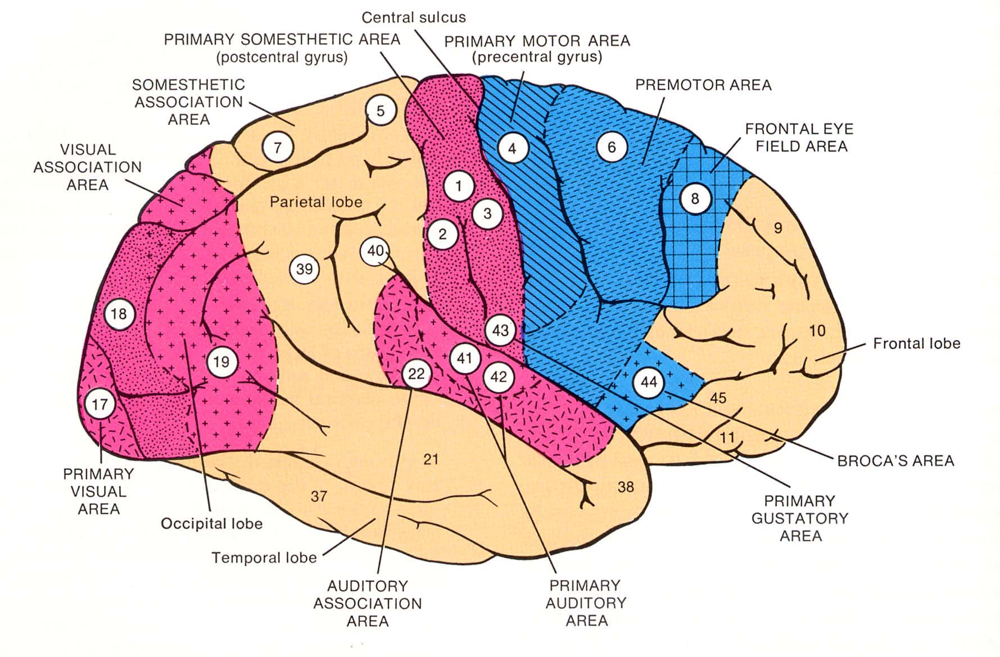 Central sulcus
PRIMARY SOMESTHETIC AREA
(postcentral gyrus)
PRIMARY MOTOR AREA
(precentral gyrus)
SOMESTHETIC
ASSOCIATION
AREA
PREMOTOR AREA
FRONTAL EYE
FIELD AREA
VISUAL
ASSOCIATION
AREA
5
7
4
6
1
3
8
2
Parietal lobe
9
40
39
18
43
10
Frontal lobe
41
19
22
42
44
17
45
11
21
BROCA'S AREA
38
37
PRIMARY
VISUAL
AREA
PRIMARY
GUSTATORY
AREA
Occipital lobe
Temporal lobe
AUDITORY
ASSOCIATION
AREA
PRIMARY
AUDITORY
AREA